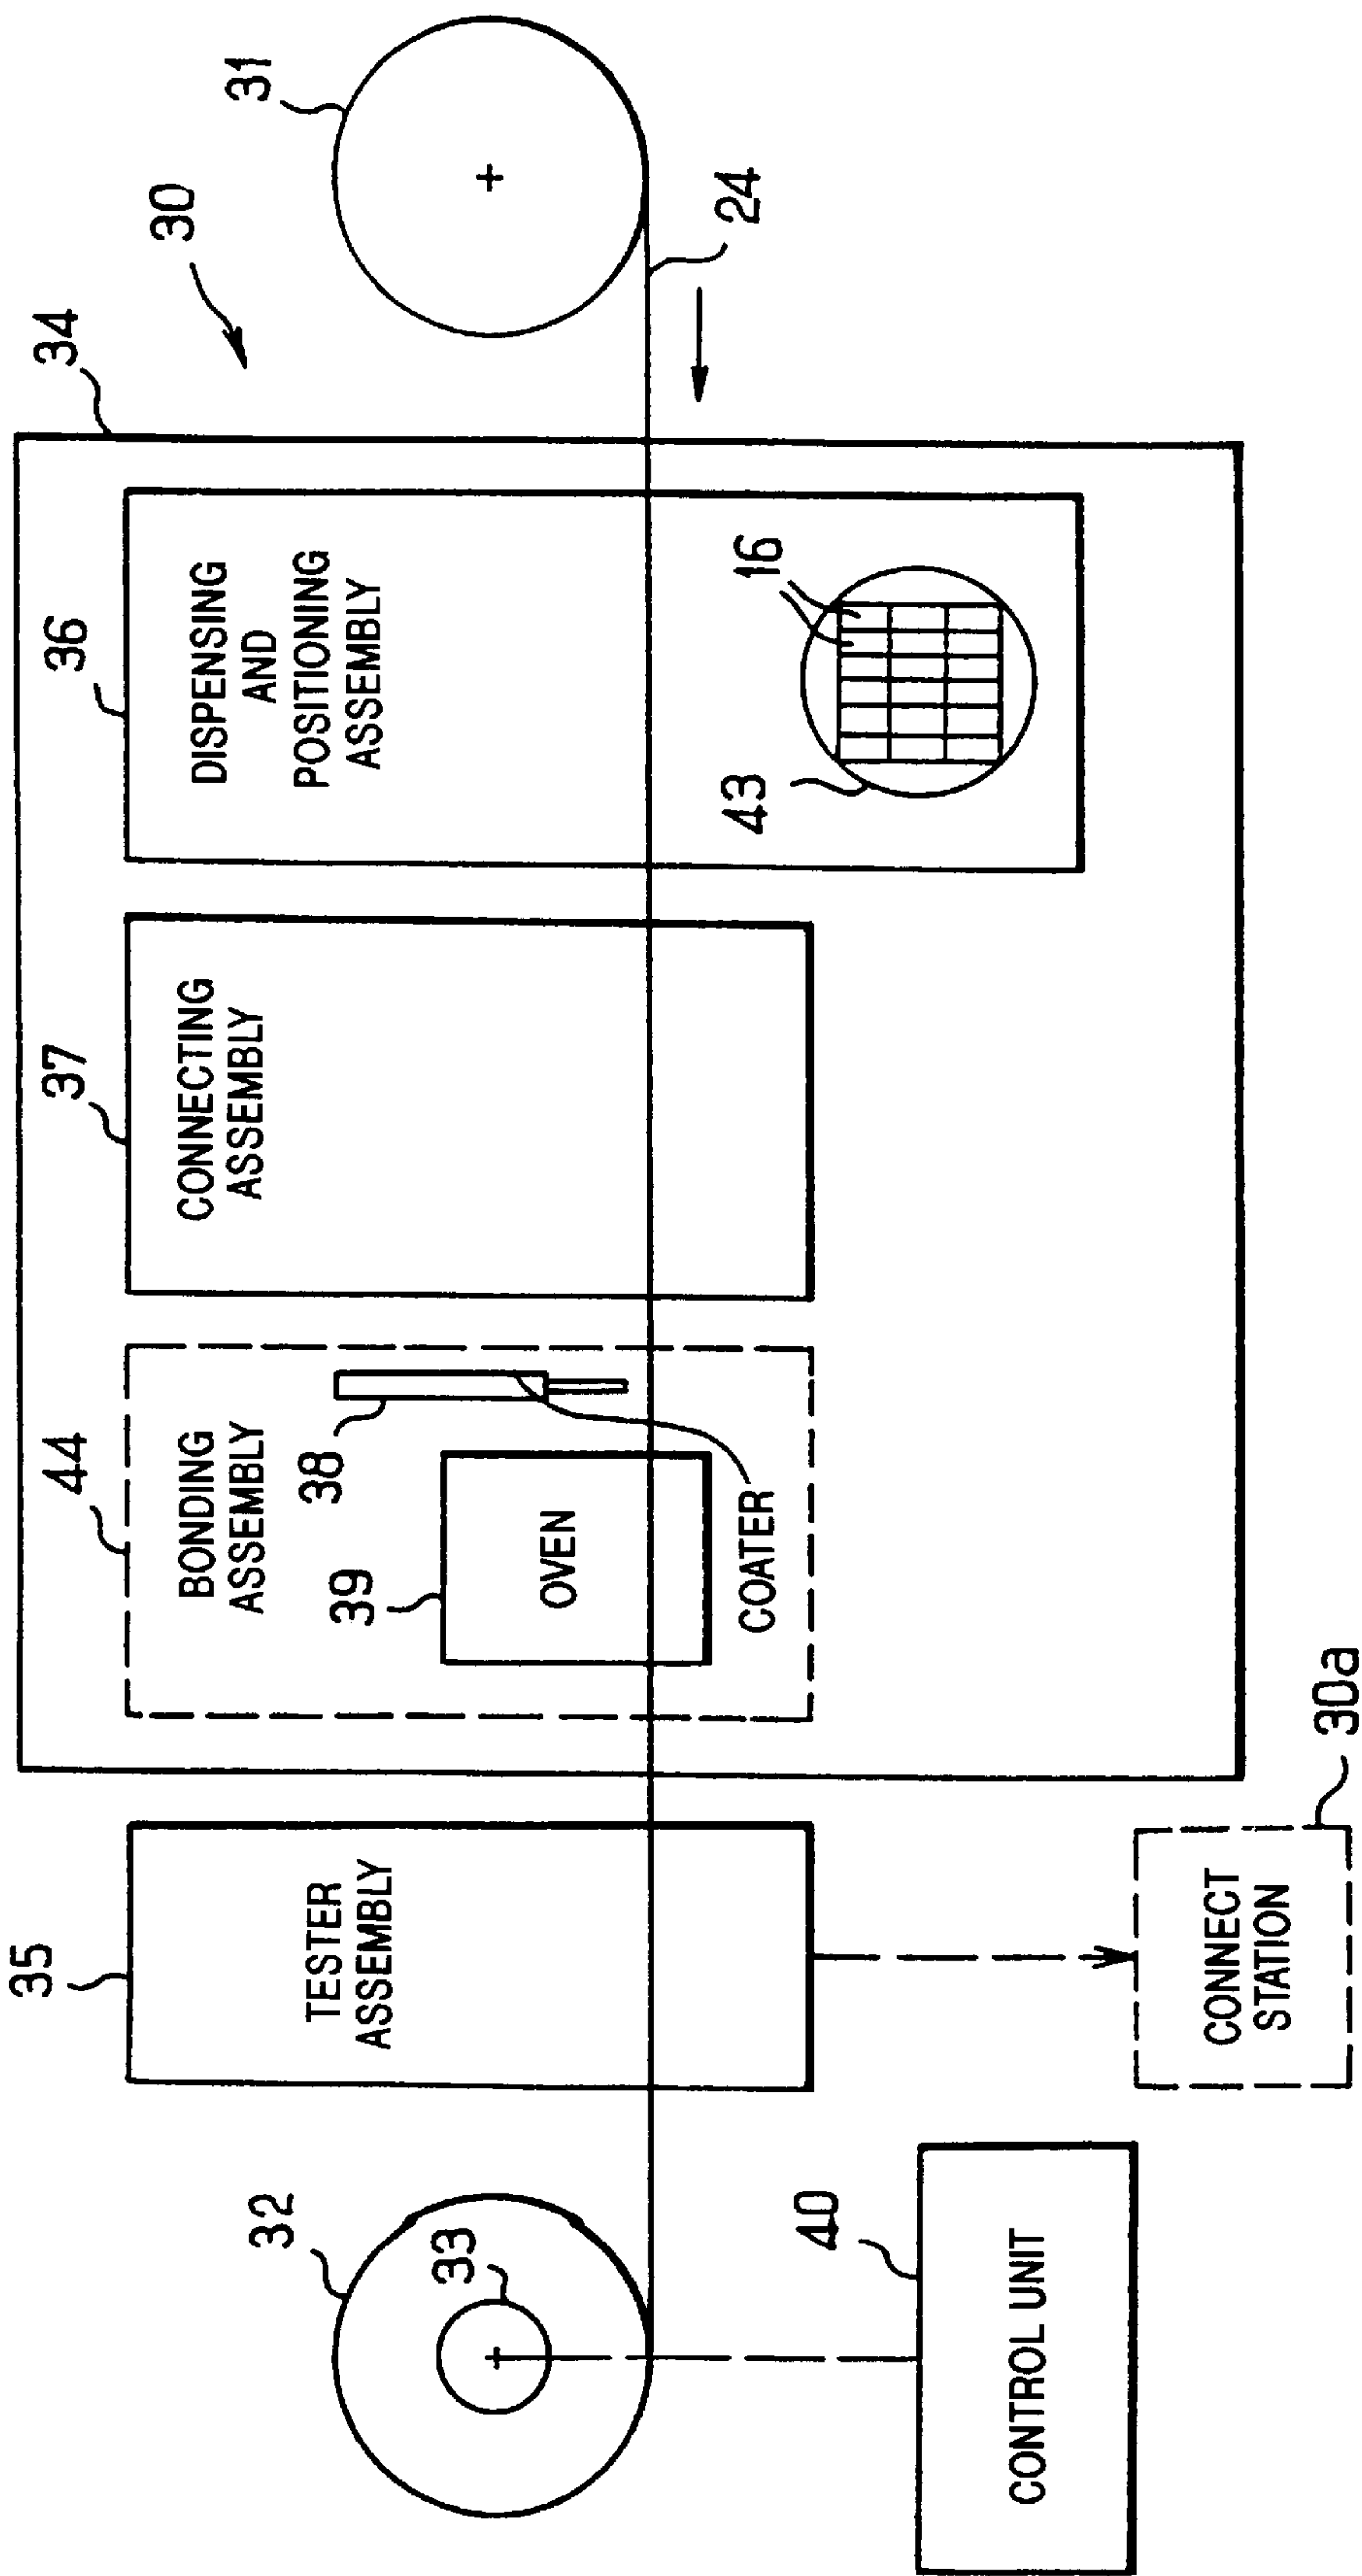 35
TESTER
ASSEMBLY
32
33
40
CONTROL UNIT
CONNECT
STATION
30a
44
BONDING
ASSEMBLY
38
39
OVEN
COATER
37
CONNECTING
ASSEMBLY
36
DISPENSING
AND
POSITIONING
ASSEMBLY
16
43
34
30
31
24